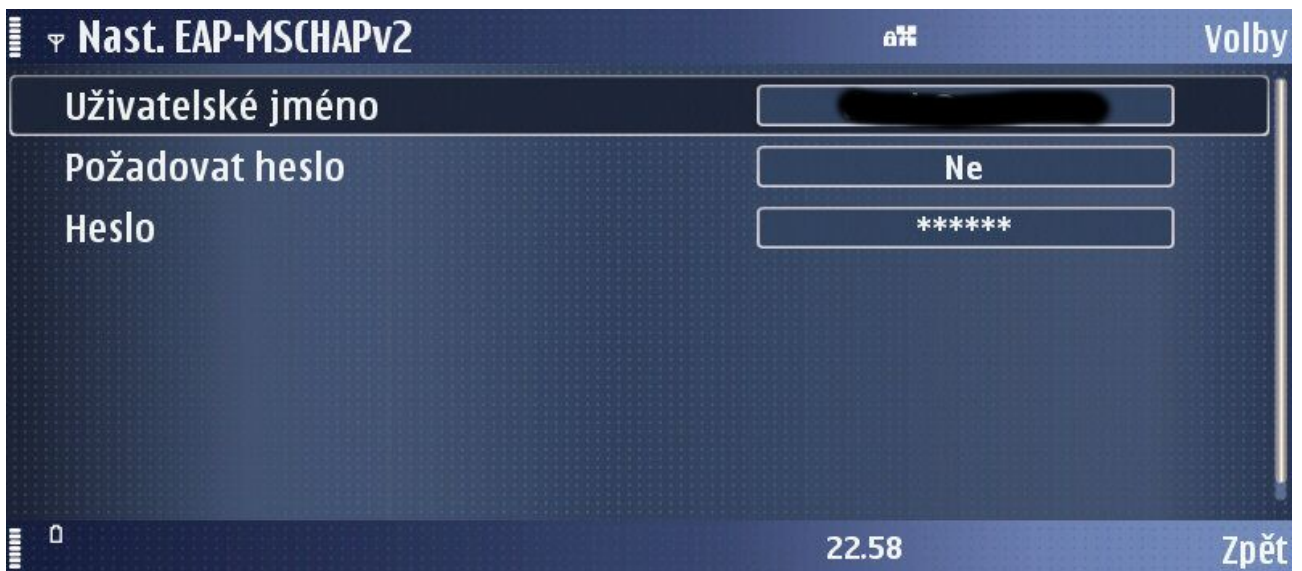 Nast. EAP-MSCHAPv2 Volby
Uživatelské jméno
Požadovat heslo Ne
Heslo ******
22.58 Zpět